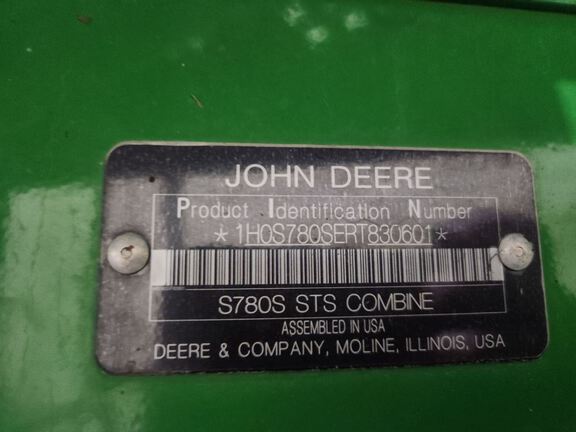 JOHN DEERE
Product Identification Number
*1H0S780SERT830601*
S780S STS COMBINE
ASSEMBLED IN USA
DEERE & COMPANY, MOLINE, ILLINOIS, USA